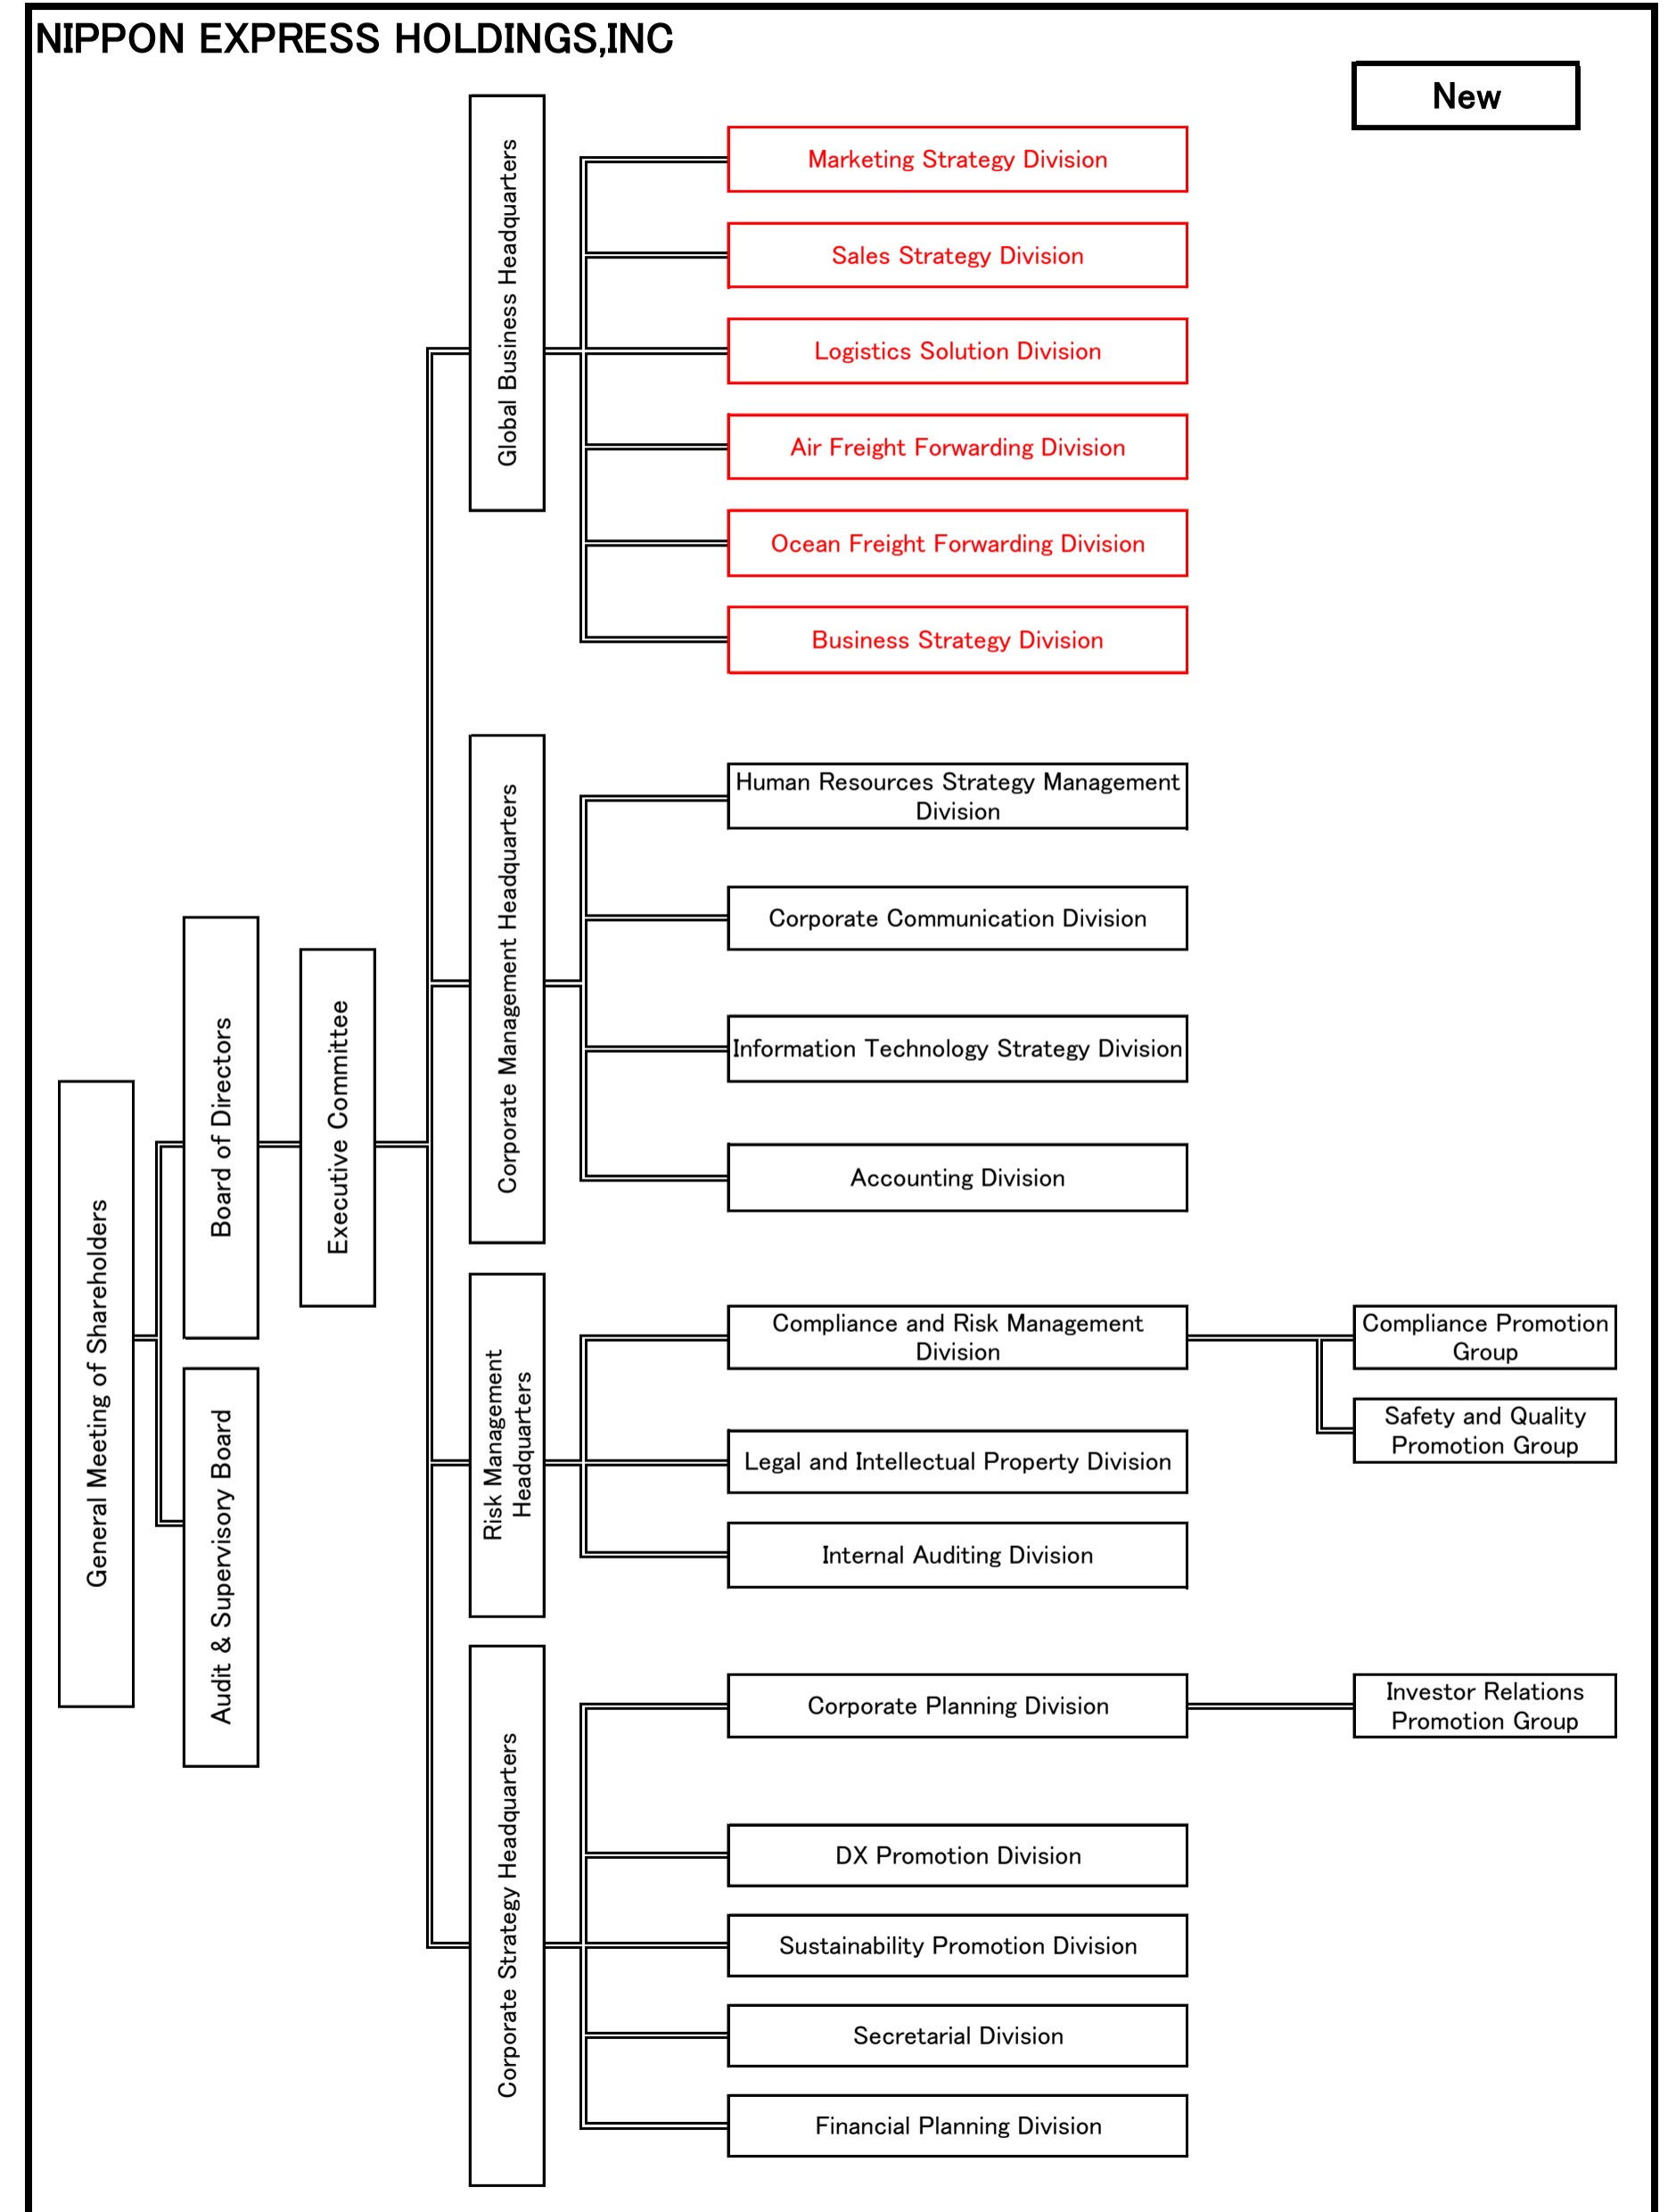 NIPPON EXPRESS HOLDINGS,INC
New
General Meeting of Shareholders
Board of Directors
Audit & Supervisory Board
Executive Committee
Global Business Headquarters
Marketing Strategy Division
Sales Strategy Division
Logistics Solution Division
Air Freight Forwarding Division
Ocean Freight Forwarding Division
Business Strategy Division
Corporate Management Headquarters
Human Resources Strategy Management
Division
Corporate Communication Division
Information Technology Strategy Division
Accounting Division
Risk Management
Headquarters
Compliance and Risk Management
Division
Compliance Promotion
Group
Safety and Quality
Promotion Group
Legal and Intellectual Property Division
Internal Auditing Division
Corporate Strategy Headquarters
Corporate Planning Division
Investor Relations
Promotion Group
DX Promotion Division
Sustainability Promotion Division
Secretarial Division
Financial Planning Division